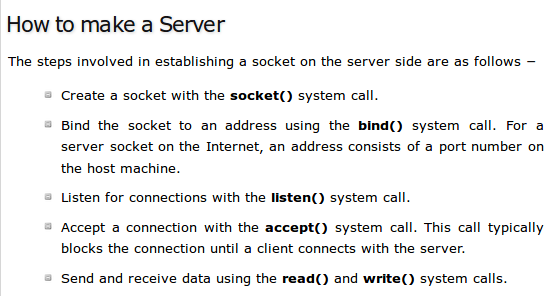 How to make a Server
The steps involved in establishing a socket on the server side are as follows −
Create a socket with the socket() system call.
Bind the socket to an address using the bind() system call. For a
server socket on the Internet, an address consists of a port number on
the host machine.
Listen for connections with the listen() system call.
Accept a connection with the accept() system call. This call typically
blocks the connection until a client connects with the server.
Send and receive data using the read() and write() system calls.